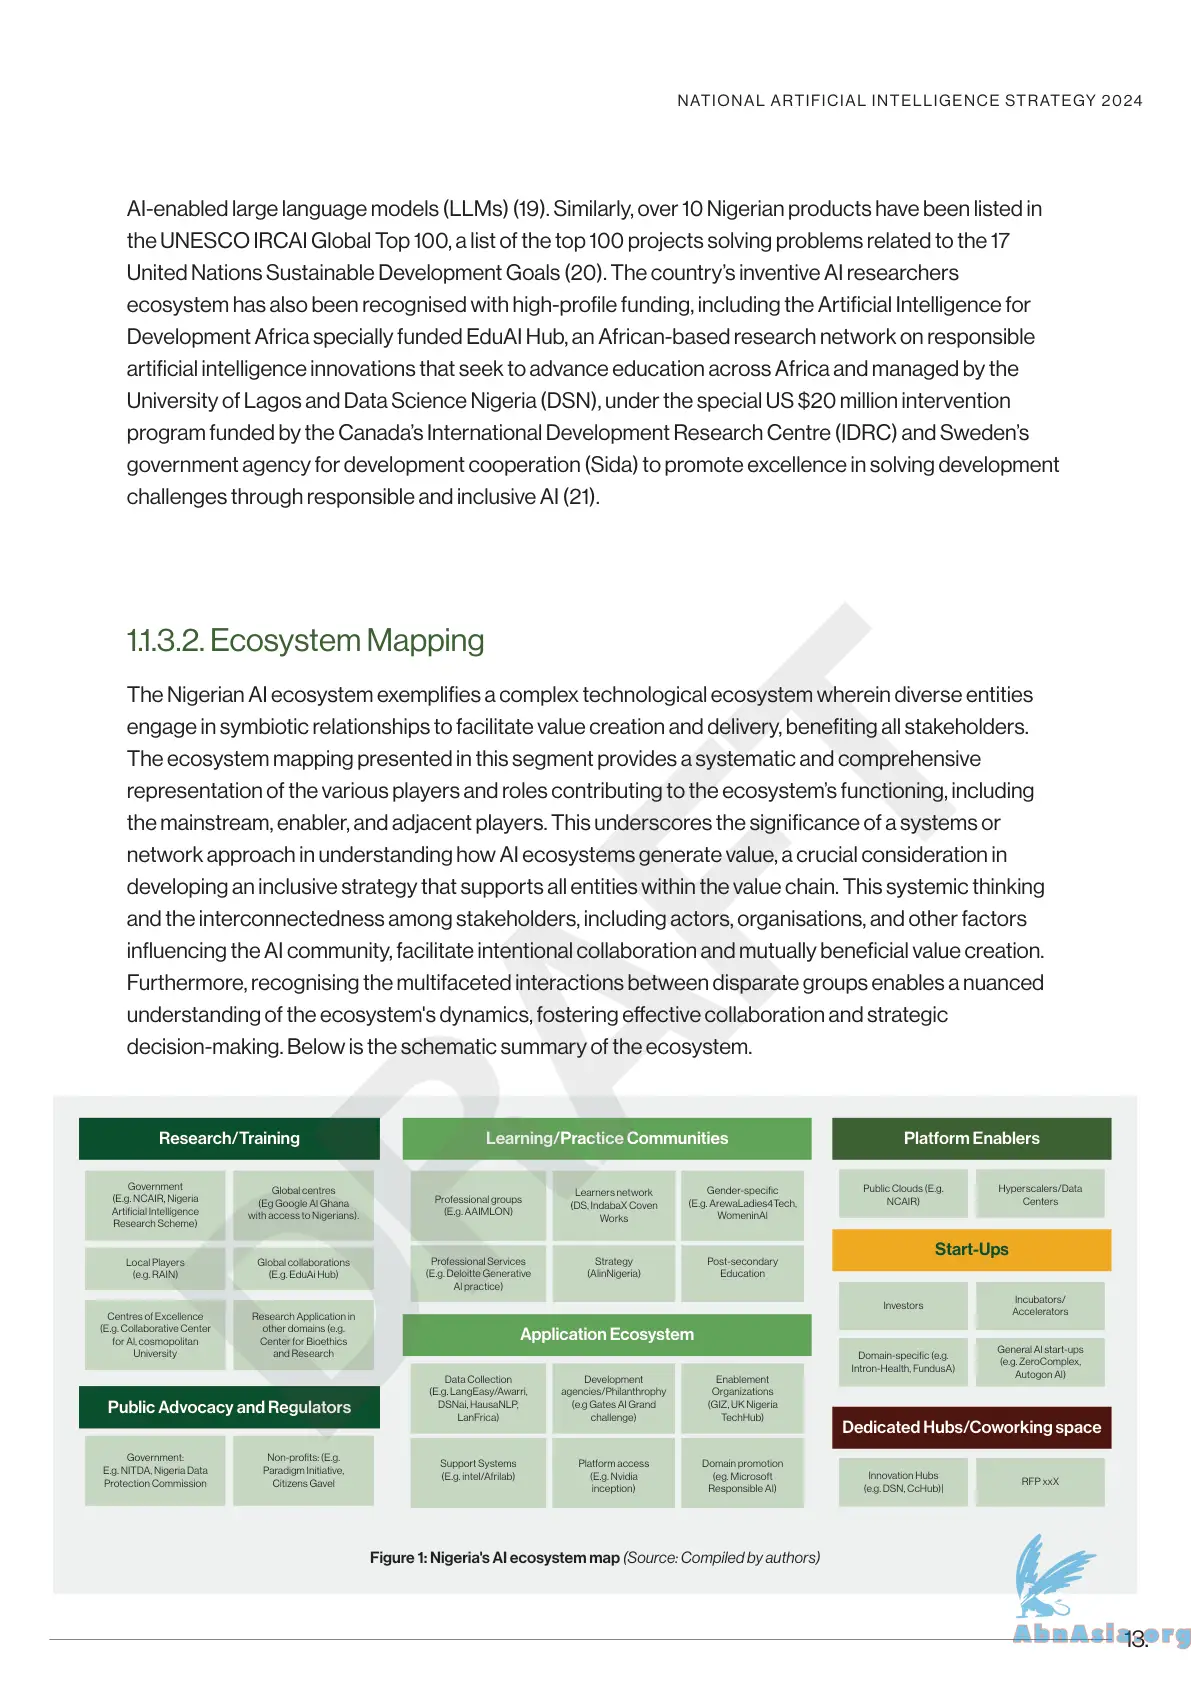 NATIONAL ARTIFICIAL INTELLIGENCE STRATEGY 2024
AI-enabled large language models (LLMs) (19). Similarly, over 10 Nigerian products have been listed in
the UNESCO IRCAI Global Top 100, a list of the top 100 projects solving problems related to the 17
United Nations Sustainable Development Goals (20). The country’s inventive AI researchers
ecosystem has also been recognised with high-profile funding, including the Artificial Intelligence for
Development Africa specially funded EduAI Hub, an African-based research network on responsible
artificial intelligence innovations that seek to advance education across Africa and managed by the
University of Lagos and Data Science Nigeria (DSN), under the special US $20 million intervention
program funded by the Canada’s International Development Research Centre (IDRC) and Sweden’s
government agency for development cooperation (Sida) to promote excellence in solving development
challenges through responsible and inclusive AI (21).
1.1.3.2. Ecosystem Mapping
The Nigerian AI ecosystem exemplifies a complex technological ecosystem wherein diverse entities
engage in symbiotic relationships to facilitate value creation and delivery, benefiting all stakeholders.
The ecosystem mapping presented in this segment provides a systematic and comprehensive
representation of the various players and roles contributing to the ecosystem’s functioning, including
the mainstream, enabler, and adjacent players. This underscores the significance of a systems or
network approach in understanding how AI ecosystems generate value, a crucial consideration in
developing an inclusive strategy that supports all entities within the value chain. This systemic thinking
and the interconnectedness among stakeholders, including actors, organisations, and other factors
influencing the AI community, facilitate intentional collaboration and mutually beneficial value creation.
Furthermore, recognising the multifaceted interactions between disparate groups enables a nuanced
understanding of the ecosystem's dynamics, fostering effective collaboration and strategic
decision-making. Below is the schematic summary of the ecosystem.
DRAFT
Research/Training
Government
(E.g. NCAIR, Nigeria
Artificial Intelligence
Research Scheme)
Global centres
(Eg Google AI Ghana
with access to Nigerians).
Local Players
(e.g. RAIN)
Global collaborations
(E.g. EduAi Hub)
Centres of Excellence
(E.g. Collaborative Center
for AI, cosmopolitan
University
Research Application in
other domains (e.g.
Center for Bioethics
and Research
Public Advocacy and Regulators
Government:
E.g. NITDA, Nigeria Data
Protection Commission
Non-profits: (E.g.
Paradigm Initiative,
Citizens Gavel
Learning/Practice Communities
Professional groups
(E.g. AAIMLON)
Learners network
(DS, IndabaX Coven
Works
Gender-specific
(E.g. ArewaLadies4Tech,
WomeninAI
Professional Services
(E.g. Deloitte Generative
AI practice)
Strategy
(AIinNigeria)
Post-secondary
Education
Application Ecosystem
Data Collection
(E.g. LangEasy/Awarri,
DSNai, HausaNLP,
LanFrica)
Development
agencies/Philanthrophy
(e.g Gates AI Grand
challenge)
Enablement
Organizations
(GIZ, UK Nigeria
TechHub)
Support Systems
(E.g. intel/Afrilab)
Platform access
(E.g. Nvidia
inception)
Domain promotion
(eg. Microsoft
Responsible AI)
Platform Enablers
Public Clouds (E.g.
NCAIR)
Hyperscalers/Data
Centers
Start-Ups
Investors
Incubators/
Accelerators
Domain-specific (e.g.
Intron-Health, FundusA)
General AI start-ups
(e.g. ZeroComplex,
Autogon AI)
Dedicated Hubs/Coworking space
Innovation Hubs
(e.g. DSN, CcHub)|
RFP xxX
Figure 1: Nigeria's AI ecosystem map (Source: Compiled by authors)
AbnAsia.org
13.